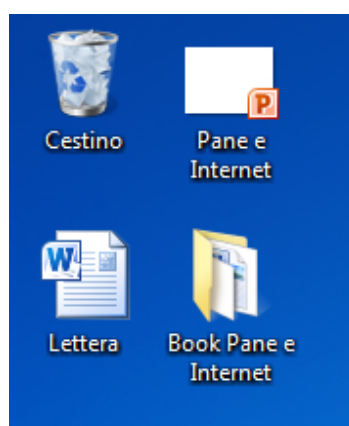 Cestino
Pane e
Internet
P
W
Lettera
Book Pane e
Internet